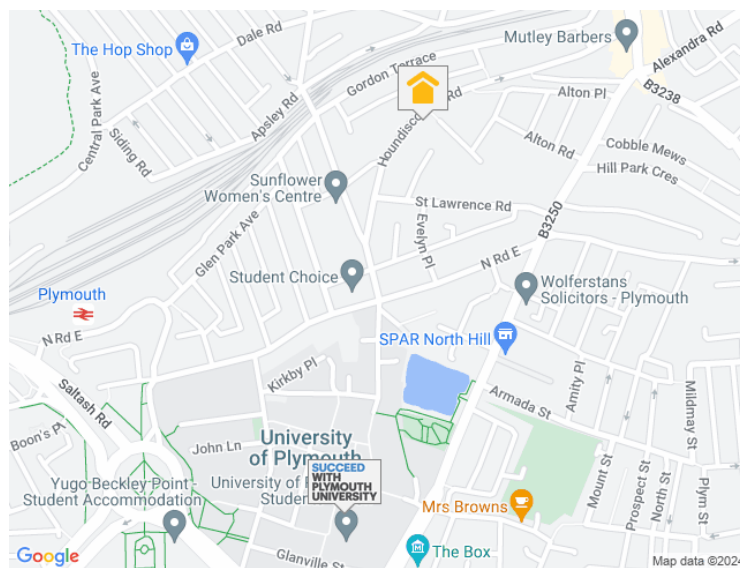 Dale Rd
The Hop Shop
Mutley Barbers
Alexandra Rd
Gordon Terrace
B3238
Central Park Ave
Siding Rd
Apsley Rd
Rd
Alton Pl
Houndisco
Alton Rd
Cobble Mews
Hill Park Cres
Sunflower
Women's Centre
St Lawrence Rd
Evelyn Pl
B3250
Glen Park Ave
N Rd E
Student Choice
Wolferstans
Solicitors - Plymouth
Plymouth
N Rd E
SPAR North Hill
Kirkby Pl
Saltash Rd
Armada St
Amity Pl
Mildmay St
Boon's Pl
John Ln
University
of Plymouth
SUCCEED
WITH
PLYMOUTH
UNIVERSITY
University of
Stude
Yugo Beckley Point -
Student Accommodation
Mount St
Prospect St
North St
Plym St
Mrs Browns
The Box
Glanville St
Google
Map data ©2024